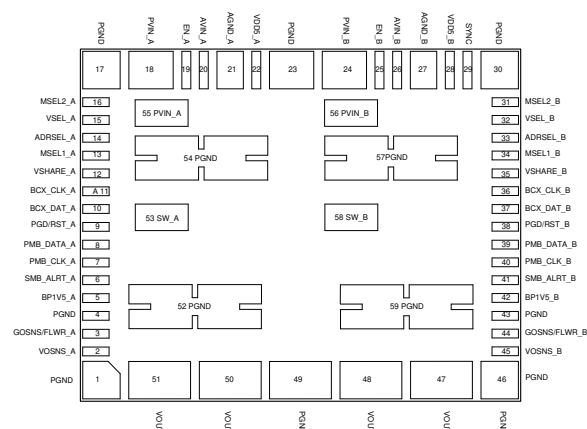 PGND PVIN_A EN_A AVIN_A AGND_A VDD5_A PGND PVIN_B EN_B AVIN_B AGND_B VDD5_B SYNC PGND
17 18 19 20 21 22 23 24 25 26 27 28 29 30
MSEL2_A 16 55 PVIN_A 56 PVIN_B 31 MSEL2_B
VSEL_A 15 32 VSEL_B
ADRSEL_A 14 33 ADRSEL_B
MSEL1_A 13 54 PGND 57PGND 34 MSEL1_B
VSHARE_A 12 35 VSHARE_B
BCX_CLK_A A 11 36 BCX_CLK_B
BCX_DAT_A 10 53 SW_A 58 SW_B 37 BCX_DAT_B
PGD/RST_A 9 38 PGD/RST_B
PMB_DATA_A 8 39 PMB_DATA_B
PMB_CLK_A 7 40 PMB_CLK_B
SMB_ALRT_A 6 41 SMB_ALRT_B
BP1V5_A 5 52 PGND 59 PGND 42 BP1V5_B
PGND 4 43 PGND
GOSNS/FLWR_A 3 44 GOSNS/FLWR_B
VOSNS_A 2 45 VOSNS_B
PGND 1 51 50 49 48 47 46 PGND
VOU VOU PGN VOU VOU PGN